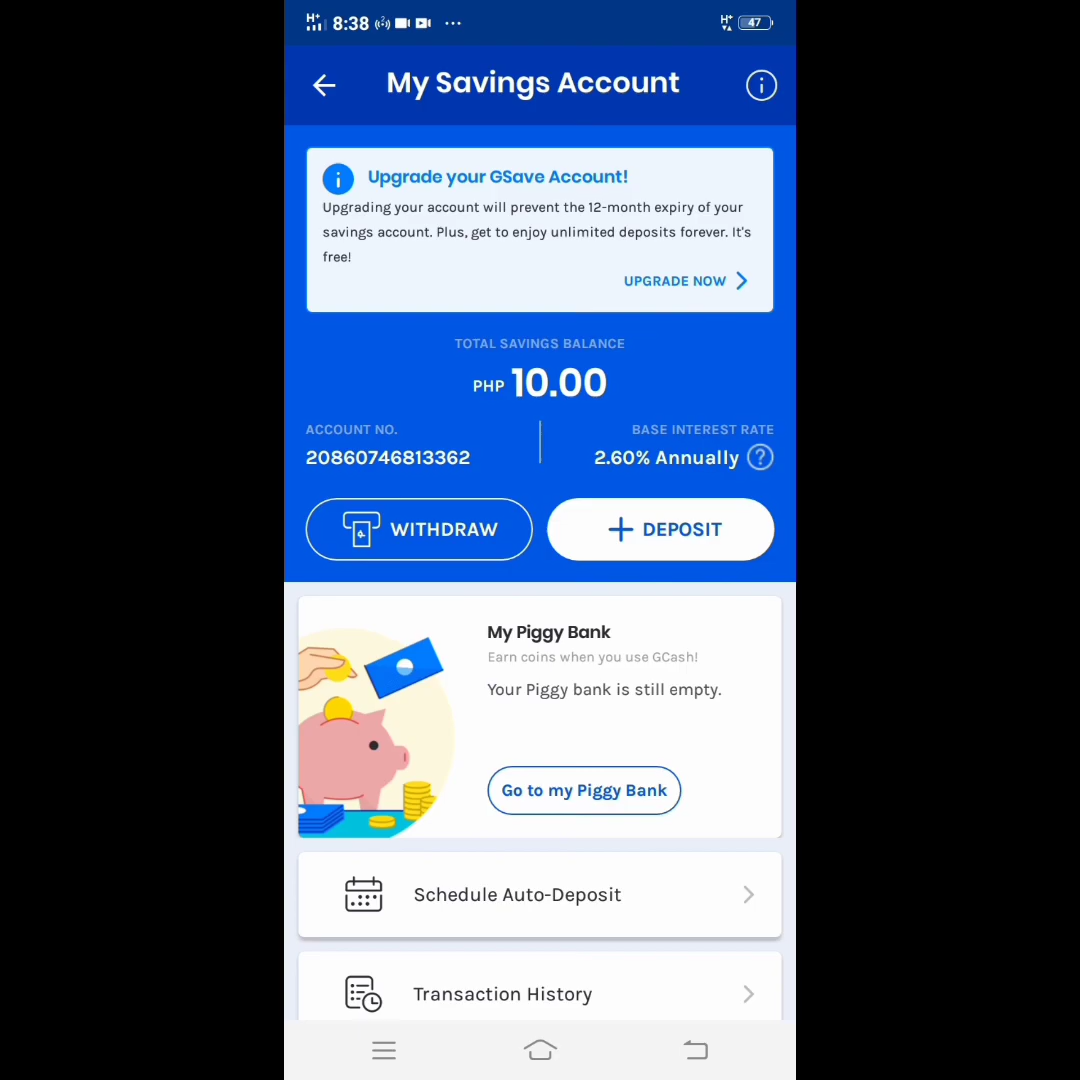 H+ 8:38 ... H+ 47
My Savings Account
Upgrade your GSave Account!
Upgrading your account will prevent the 12-month expiry of your
savings account. Plus, get to enjoy unlimited deposits forever. It's
free!
UPGRADE NOW
TOTAL SAVINGS BALANCE
PHP 10.00
ACCOUNT NO. BASE INTEREST RATE
20860746813362 2.60% Annually ?
WITHDRAW + DEPOSIT
My Piggy Bank
Earn coins when you use GCash!
Your Piggy bank is still empty.
Go to my Piggy Bank
Schedule Auto-Deposit
Transaction History